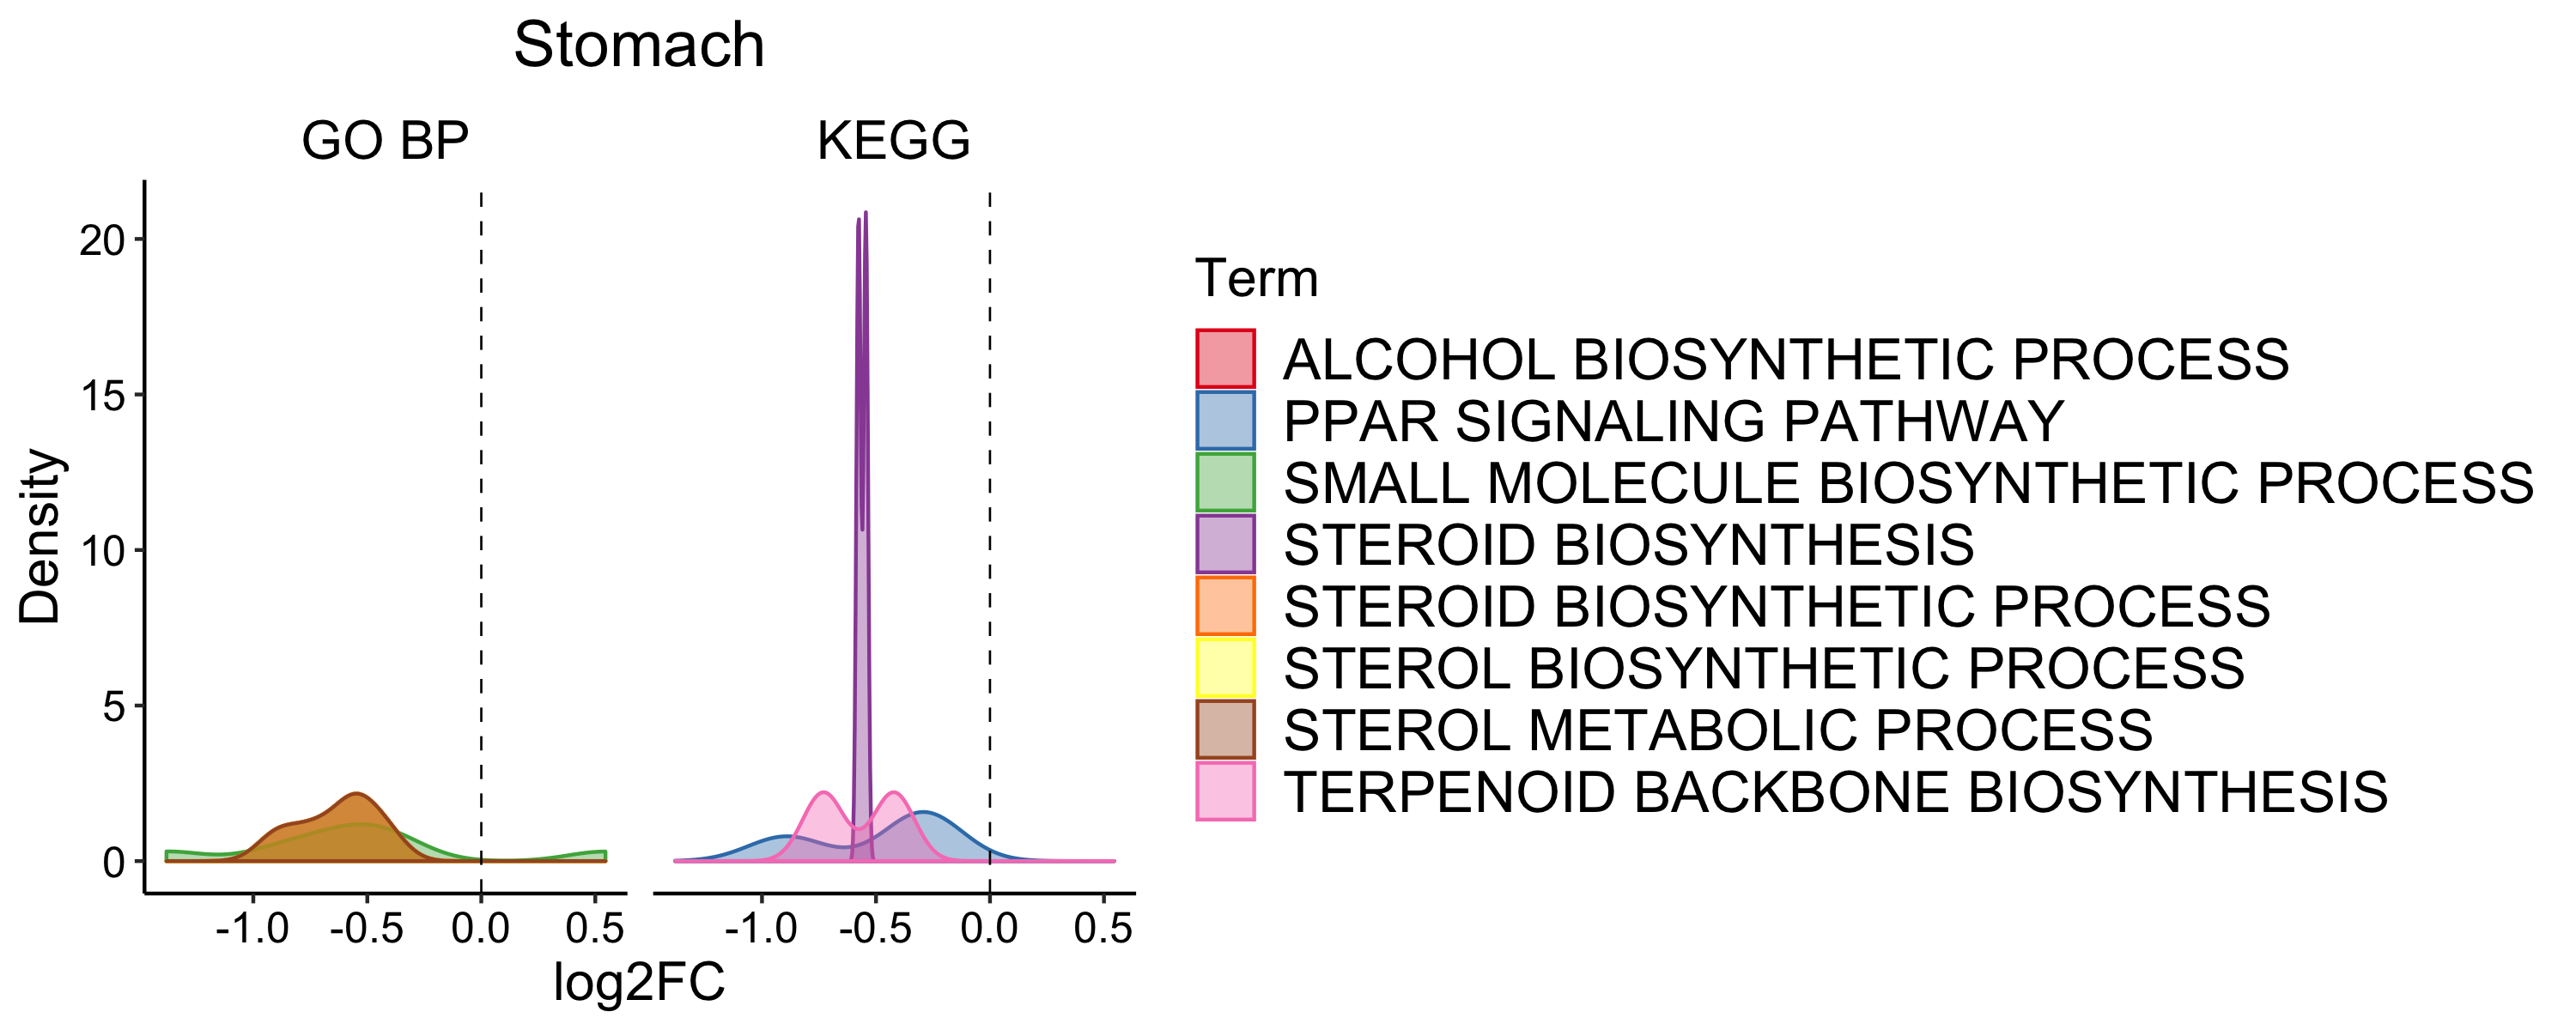 Stomach
GO BP
KEGG
Density
20
15
10
5
0
-1.0 -0.5 0.0 0.5
-1.0 -0.5 0.0 0.5
log2FC
Term
ALCOHOL BIOSYNTHETIC PROCESS
PPAR SIGNALING PATHWAY
SMALL MOLECULE BIOSYNTHETIC PROCESS
STEROID BIOSYNTHESIS
STEROID BIOSYNTHETIC PROCESS
STEROL BIOSYNTHETIC PROCESS
STEROL METABOLIC PROCESS
TERPENOID BACKBONE BIOSYNTHESIS